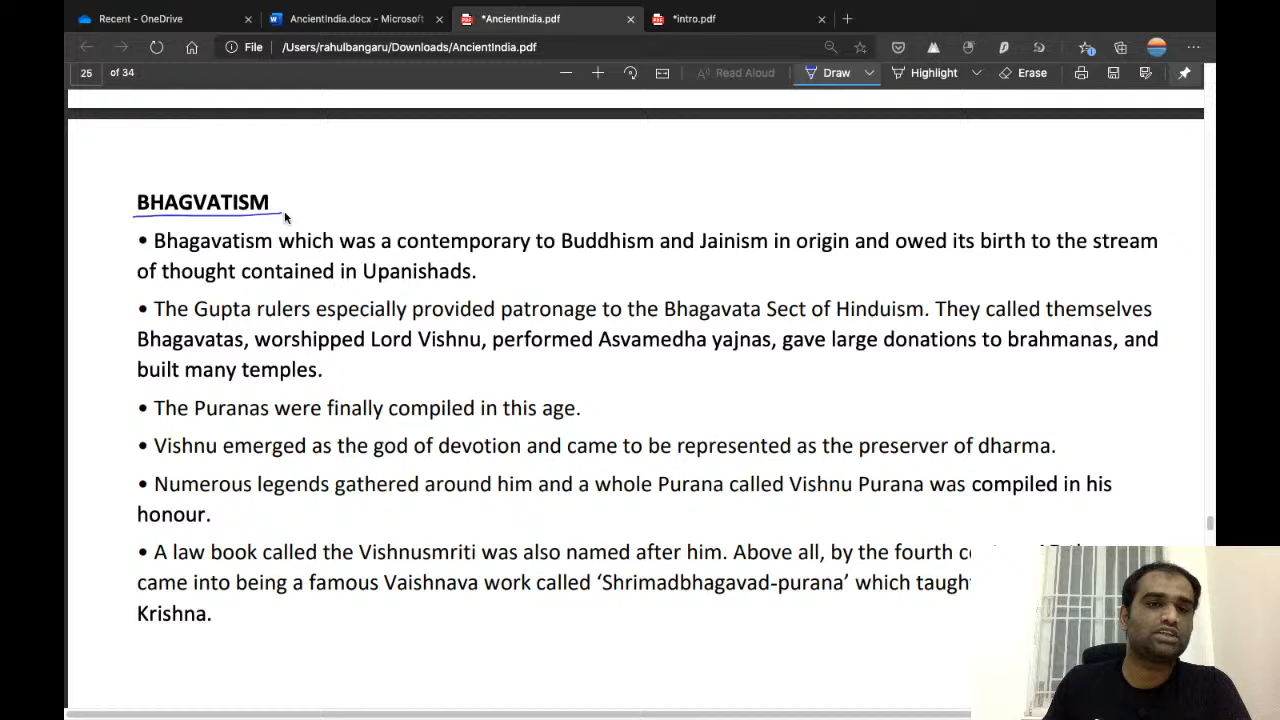 Recent - OneDrive
AncientIndia.docx - Microsoft
*AncientIndia.pdf
*intro.pdf
File /Users/rahulbangaru/Downloads/AncientIndia.pdf
25 of 34 Read Aloud Draw Highlight Erase
BHAGVATISM
• Bhagavatism which was a contemporary to Buddhism and Jainism in origin and owed its birth to the stream
of thought contained in Upanishads.
• The Gupta rulers especially provided patronage to the Bhagavata Sect of Hinduism. They called themselves
Bhagavatas, worshipped Lord Vishnu, performed Asvamedha yajnas, gave large donations to brahmanas, and
built many temples.
• The Puranas were finally compiled in this age.
• Vishnu emerged as the god of devotion and came to be represented as the preserver of dharma.
• Numerous legends gathered around him and a whole Purana called Vishnu Purana was compiled in his
honour.
• A law book called the Vishnusmriti was also named after him. Above all, by the fourth
came into being a famous Vaishnava work called ‘Shrimadbhagavad-purana’ which
Krishna.